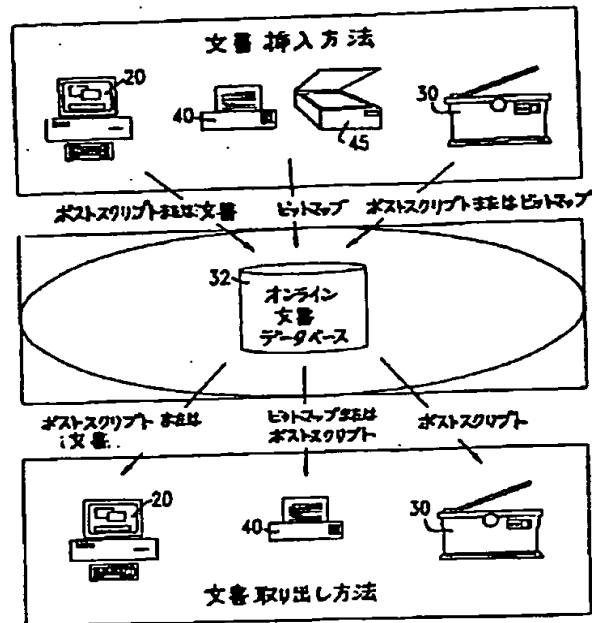 文書 挿入方法
20
40
45
30
ポストスクリプトまたは文書
ビットマップ
ポストスクリプトまたはビットマップ
32
オンライン
文書
データベース
ポストスクリプト または
文書
ビットマップまたは
ポストスクリプト
ポストスクリプト
20
40
30
文書取り出し方法